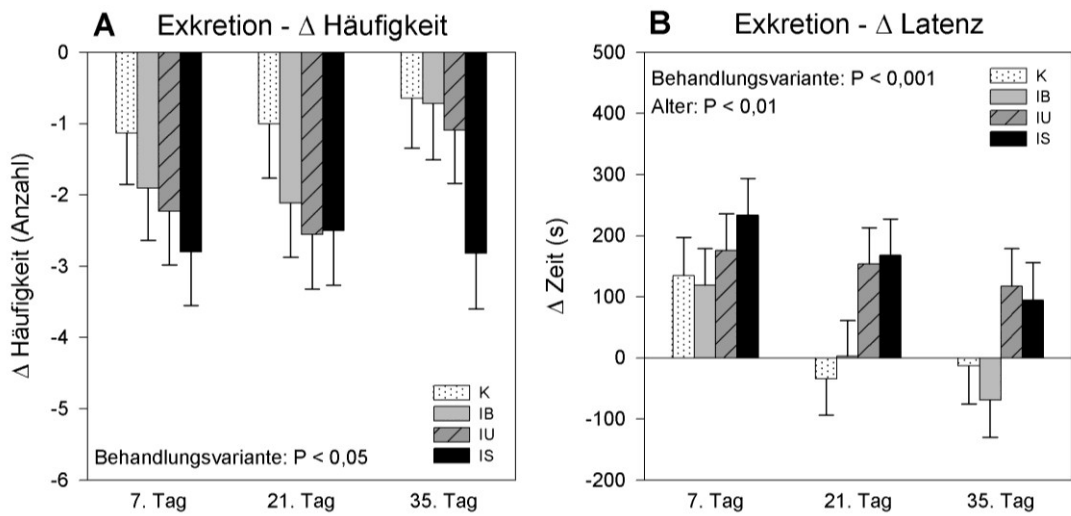 A Exkretion - Δ Häufigkeit
Δ Häufigkeit (Anzahl)
0
-1
-2
-3
-4
-5
-6
K
IB
IU
IS
Behandlungsvariante: P < 0,05
7. Tag 21. Tag 35. Tag
B Exkretion - Δ Latenz
Δ Zeit (s)
500
400
300
200
100
0
-100
-200
Behandlungsvariante: P < 0,001
Alter: P < 0,01
K
IB
IU
IS
7. Tag 21. Tag 35. Tag